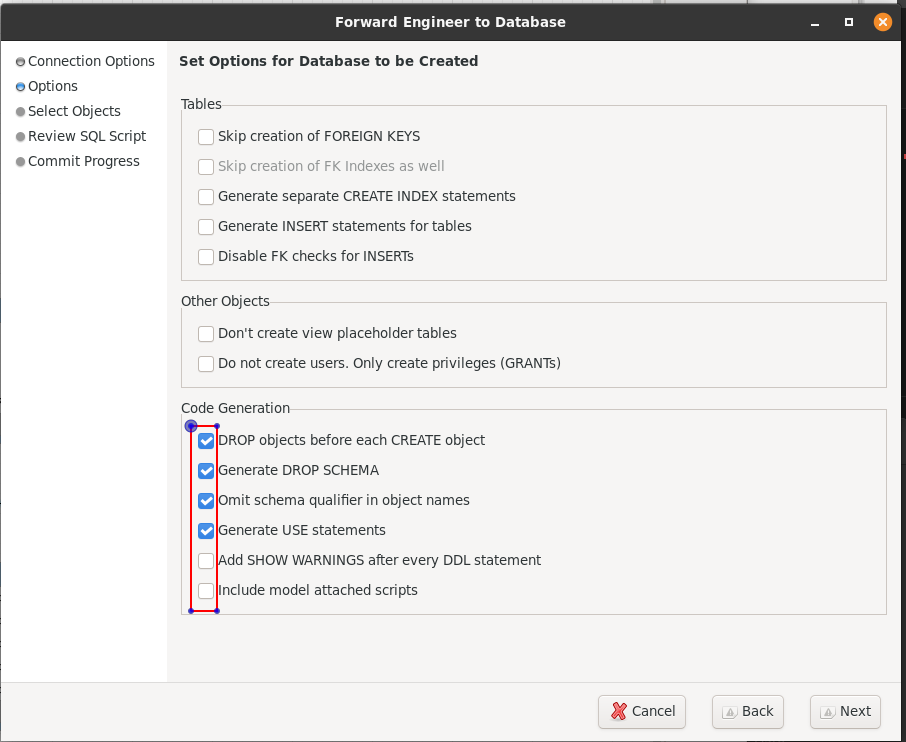 Forward Engineer to Database
Connection Options
Options
Select Objects
Review SQL Script
Commit Progress
Set Options for Database to be Created
Tables
Skip creation of FOREIGN KEYS
Skip creation of FK Indexes as well
Generate separate CREATE INDEX statements
Generate INSERT statements for tables
Disable FK checks for INSERTs
Other Objects
Don't create view placeholder tables
Do not create users. Only create privileges (GRANTs)
Code Generation
DROP objects before each CREATE object
Generate DROP SCHEMA
Omit schema qualifier in object names
Generate USE statements
Add SHOW WARNINGS after every DDL statement
Include model attached scripts
Cancel Back Next